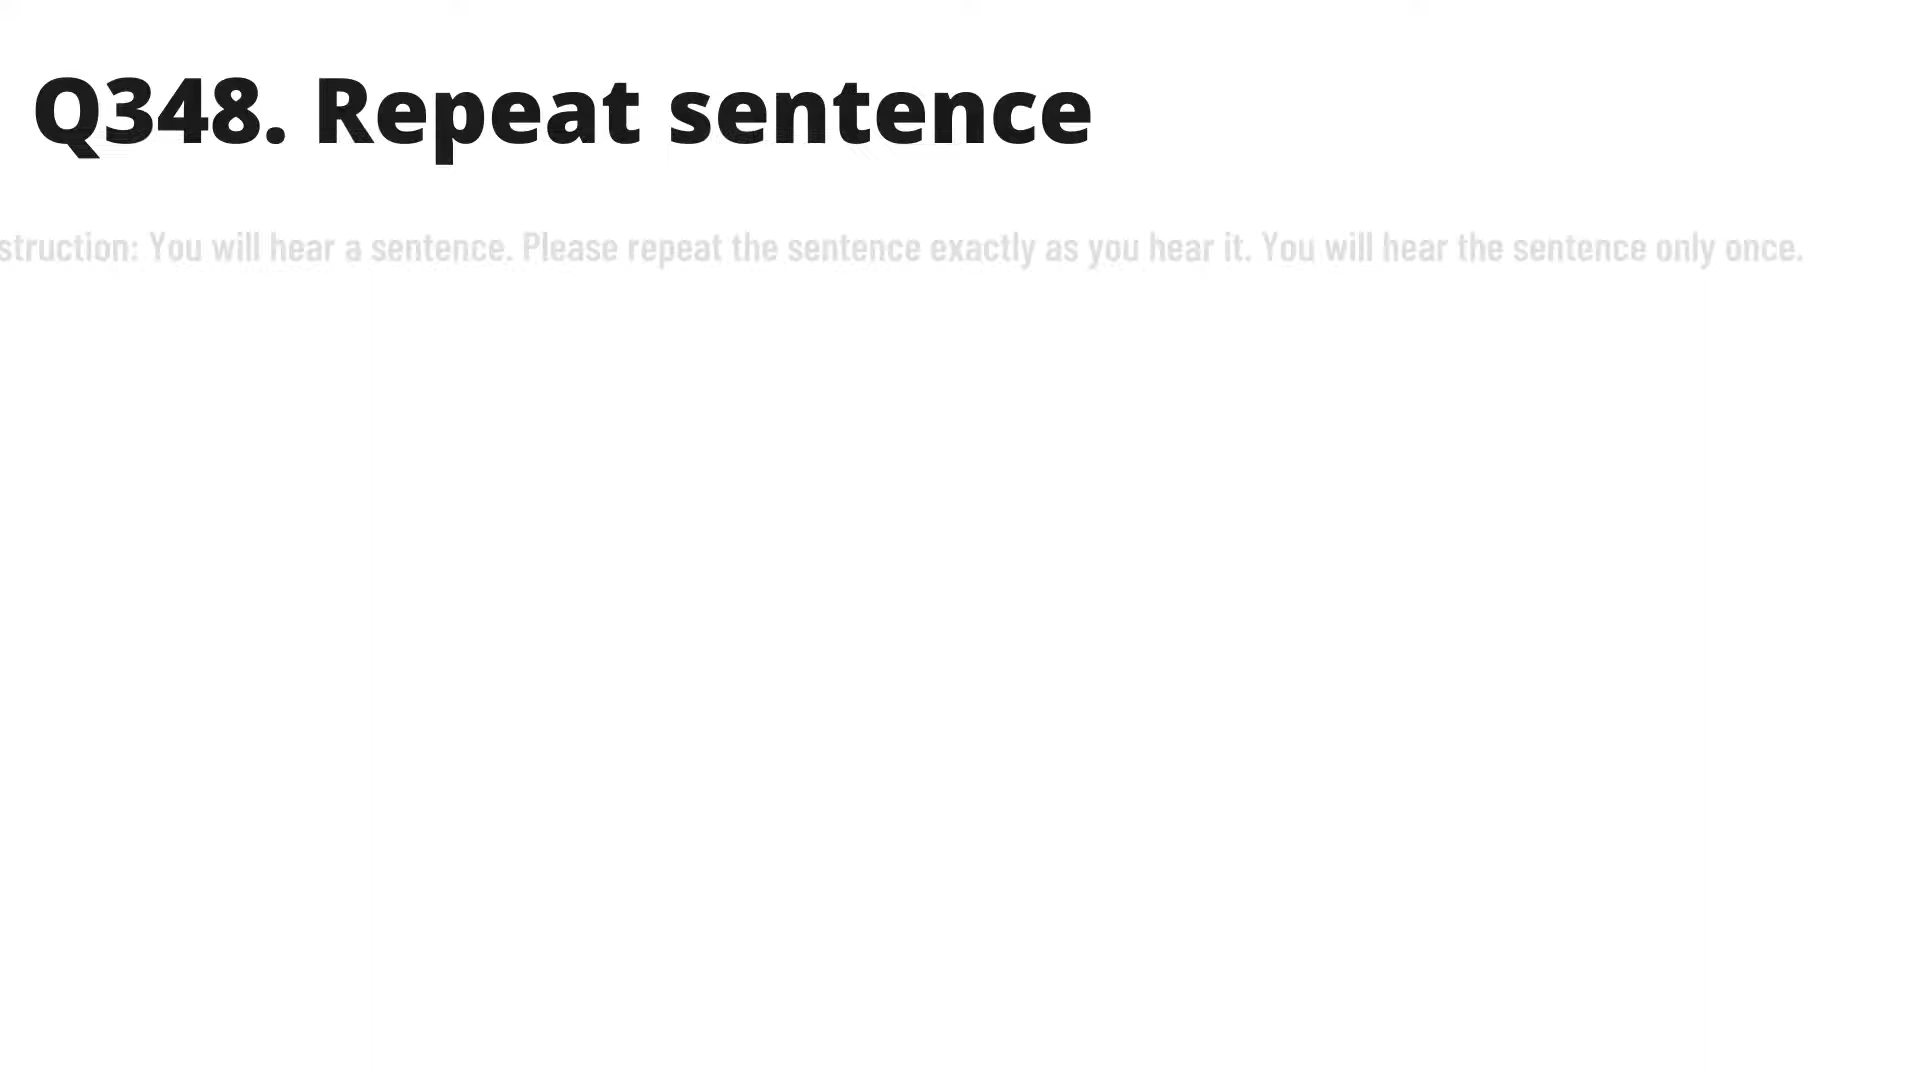 Q348. Repeat sentence
struction: You will hear a sentence. Please repeat the sentence exactly as you hear it. You will hear the sentence only once.